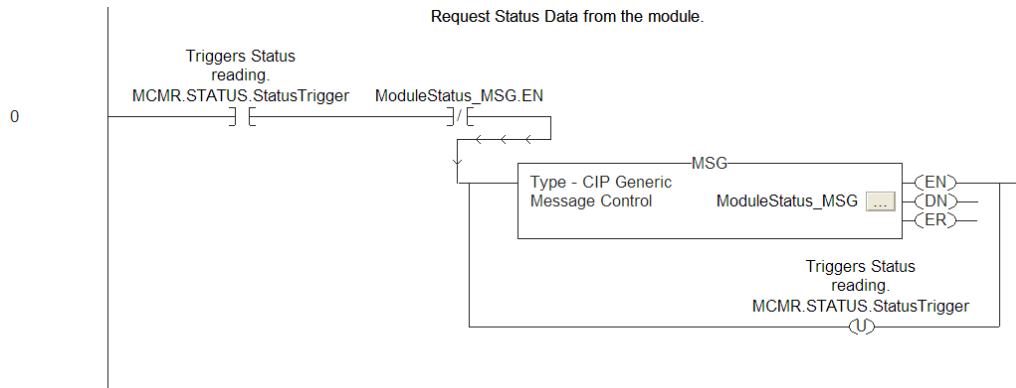 Request Status Data from the module.
Triggers Status
reading.
MCMR.STATUS.StatusTrigger
ModuleStatus_MSG.EN
0
/
MSG
Type - CIP Generic
Message Control
ModuleStatus_MSG
...
EN
DN
ER
Triggers Status
reading.
MCMR.STATUS.StatusTrigger
U